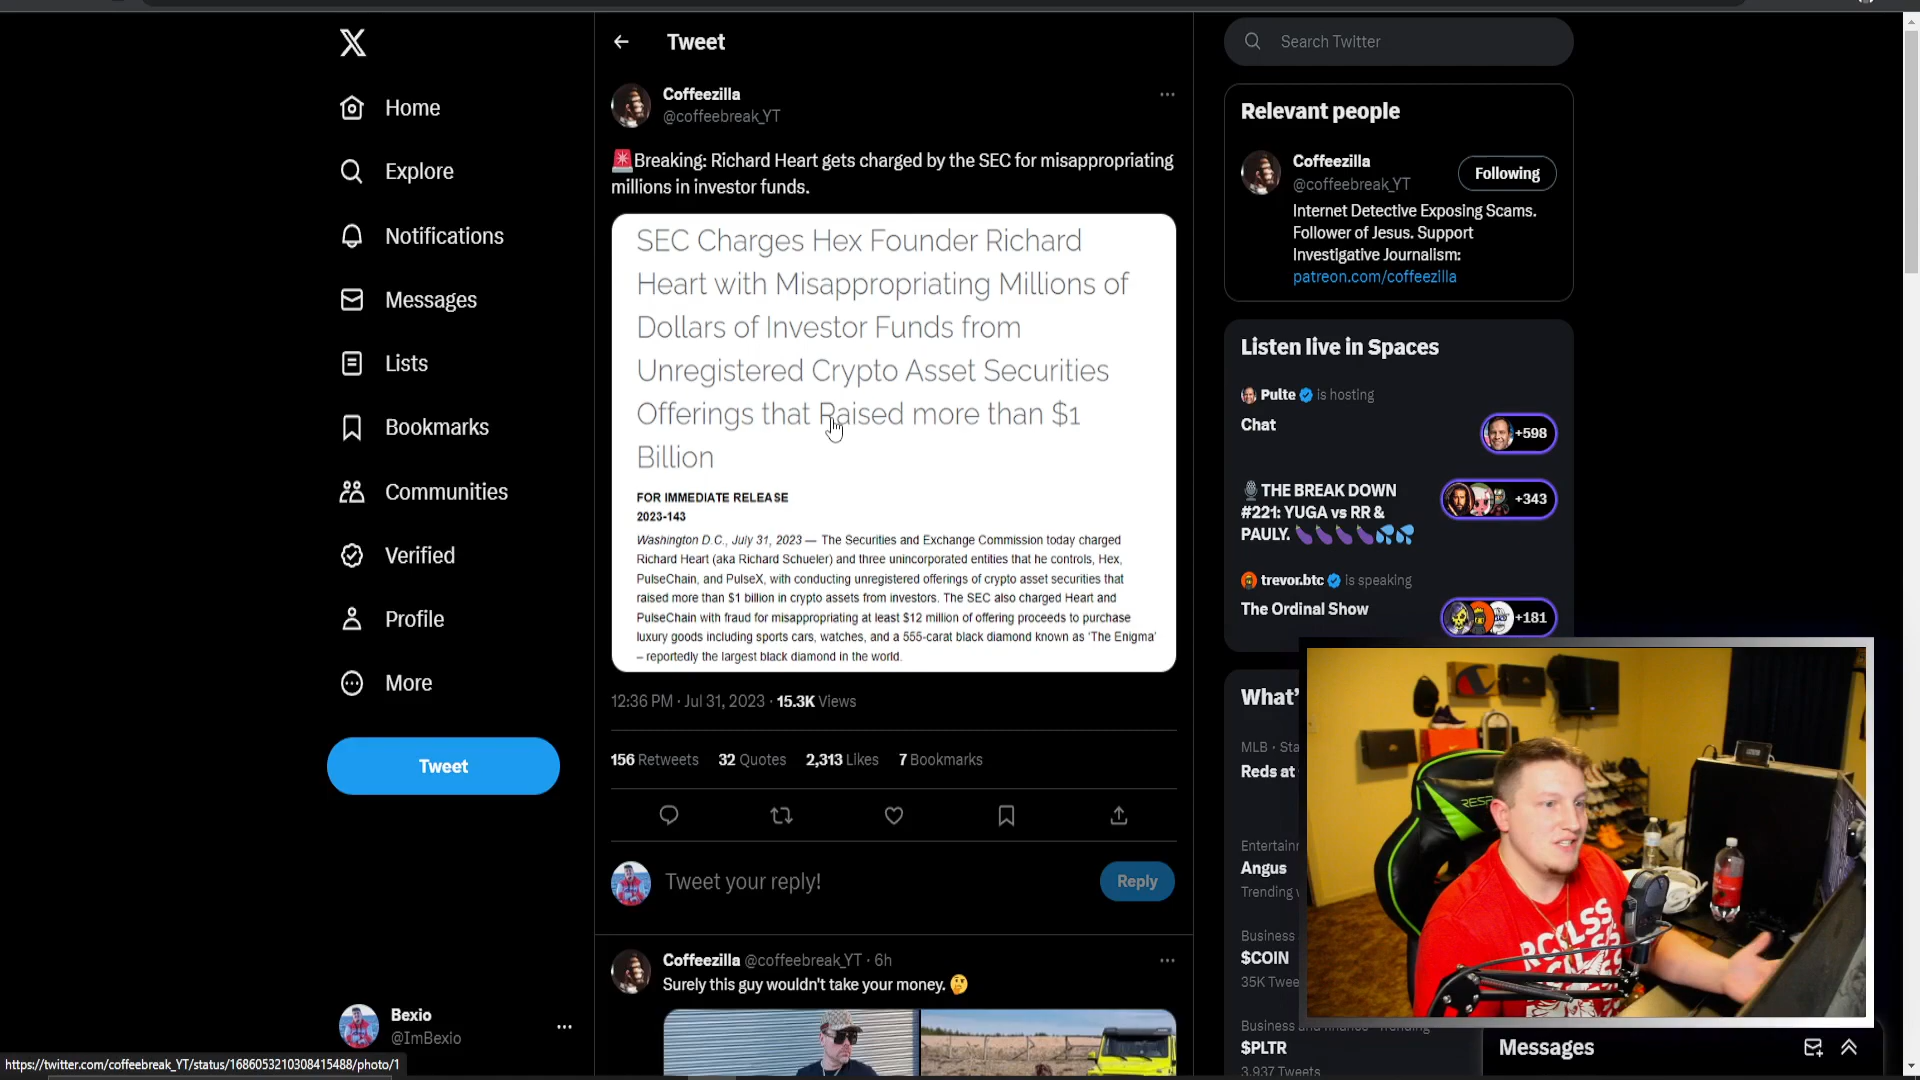 Home
Explore
Notifications
Messages
Lists
Bookmarks
Communities
Verified
Profile
More
Tweet
Bexio
@ImBexio
https://twitter.com/coffeebreak_YT/status/1686053210308415488/photo/1
Tweet
Coffeezilla
@coffeebreak_YT
🚨Breaking: Richard Heart gets charged by the SEC for misappropriating
millions in investor funds.
SEC Charges Hex Founder Richard
Heart with Misappropriating Millions of
Dollars of Investor Funds from
Unregistered Crypto Asset Securities
Offerings that Raised more than $1
Billion
FOR IMMEDIATE RELEASE
2023-143
Washington D.C., July 31, 2023 — The Securities and Exchange Commission today charged
Richard Heart (aka Richard Schueler) and three unincorporated entities that he controls, Hex,
PulseChain, and PulseX, with conducting unregistered offerings of crypto asset securities that
raised more than $1 billion in crypto assets from investors. The SEC also charged Heart and
PulseChain with fraud for misappropriating at least $12 million of offering proceeds to purchase
luxury goods including sports cars, watches, and a 555-carat black diamond known as ‘The Enigma’
– reportedly the largest black diamond in the world.
12:36 PM · Jul 31, 2023 · 15.3K Views
156 Retweets 32 Quotes 2,313 Likes 7 Bookmarks
Tweet your reply!
Reply
Coffeezilla @coffeebreak_YT · 6h
Surely this guy wouldn't take your money. 🤔
Search Twitter
Relevant people
Coffeezilla
@coffeebreak_YT
Following
Internet Detective Exposing Scams.
Follower of Jesus. Support
Investigative Journalism:
patreon.com/coffeezilla
Listen live in Spaces
Pulte is hosting
Chat
+598
🎙️THE BREAK DOWN
#221: YUGA vs RR &
PAULY. 🍆🍆🍆🍆💦💦
+343
trevor.btc is speaking
The Ordinal Show
+181
What’
MLB · Sta
Reds at
Entertainn
Angus
Trending
Business
$COIN
35K Twee
Business and finance · Trending
$PLTR
3,937 Tweets
Messages